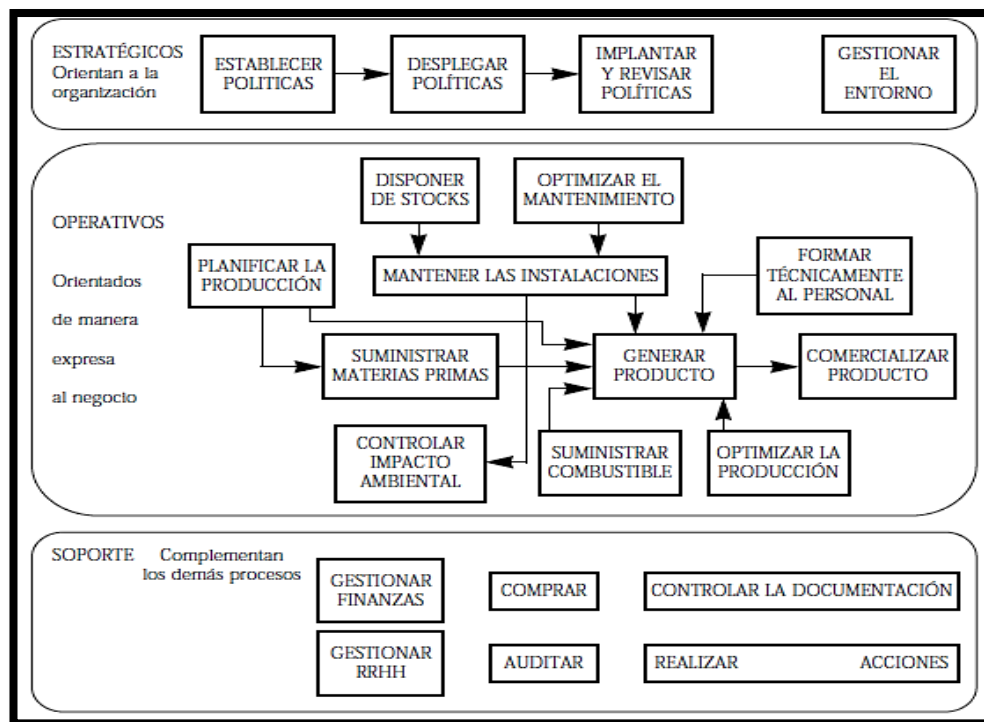 ESTRATÉGICOS
Orientan a la
organización
ESTABLECER
POLITICAS
DESPLEGAR
POLÍTICAS
IMPLANTAR
Y REVISAR
POLÍTICAS
GESTIONAR
EL
ENTORNO
OPERATIVOS
Orientados
de manera
expresa
al negocio
DISPONER
DE STOCKS
OPTIMIZAR EL
MANTENIMIENTO
PLANIFICAR LA
PRODUCCIÓN
MANTENER LAS INSTALACIONES
FORMAR
TÉCNICAMENTE
AL PERSONAL
SUMINISTRAR
MATERIAS PRIMAS
GENERAR
PRODUCTO
COMERCIALIZAR
PRODUCTO
CONTROLAR
IMPACTO
AMBIENTAL
SUMINISTRAR
COMBUSTIBLE
OPTIMIZAR LA
PRODUCCIÓN
SOPORTE Complementan
los demás procesos
GESTIONAR
FINANZAS
COMPRAR
CONTROLAR LA DOCUMENTACIÓN
GESTIONAR
RRHH
AUDITAR
REALIZAR ACCIONES